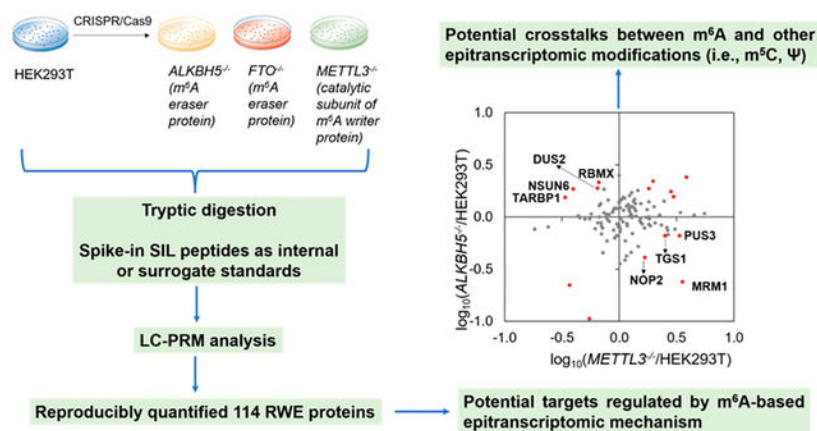 CRISPR/Cas9
HEK293T
ALKBH5-/-
(m6A
eraser
protein)
FTO-/-
(m6A
eraser
protein)
METTL3-/-
(catalytic
subunit of
m6A writer
protein)
Tryptic digestion
Spike-in SIL peptides as internal
or surrogate standards
LC-PRM analysis
Reproducibly quantified 114 RWE proteins
Potential crosstalks between m6A and other
epitranscriptomic modifications (i.e., m5C, Ψ)
1.0
0.5
0.0
-0.5
-1.0
log10(ALKBH5-/-/HEK293T)
DUS2
RBMX
NSUN6
TARBP1
PUS3
TGS1
NOP2
MRM1
-1.0 -0.5 0.0 0.5 1.0
log10(METTL3-/-/HEK293T)
Potential targets regulated by m6A-based
epitranscriptomic mechanism